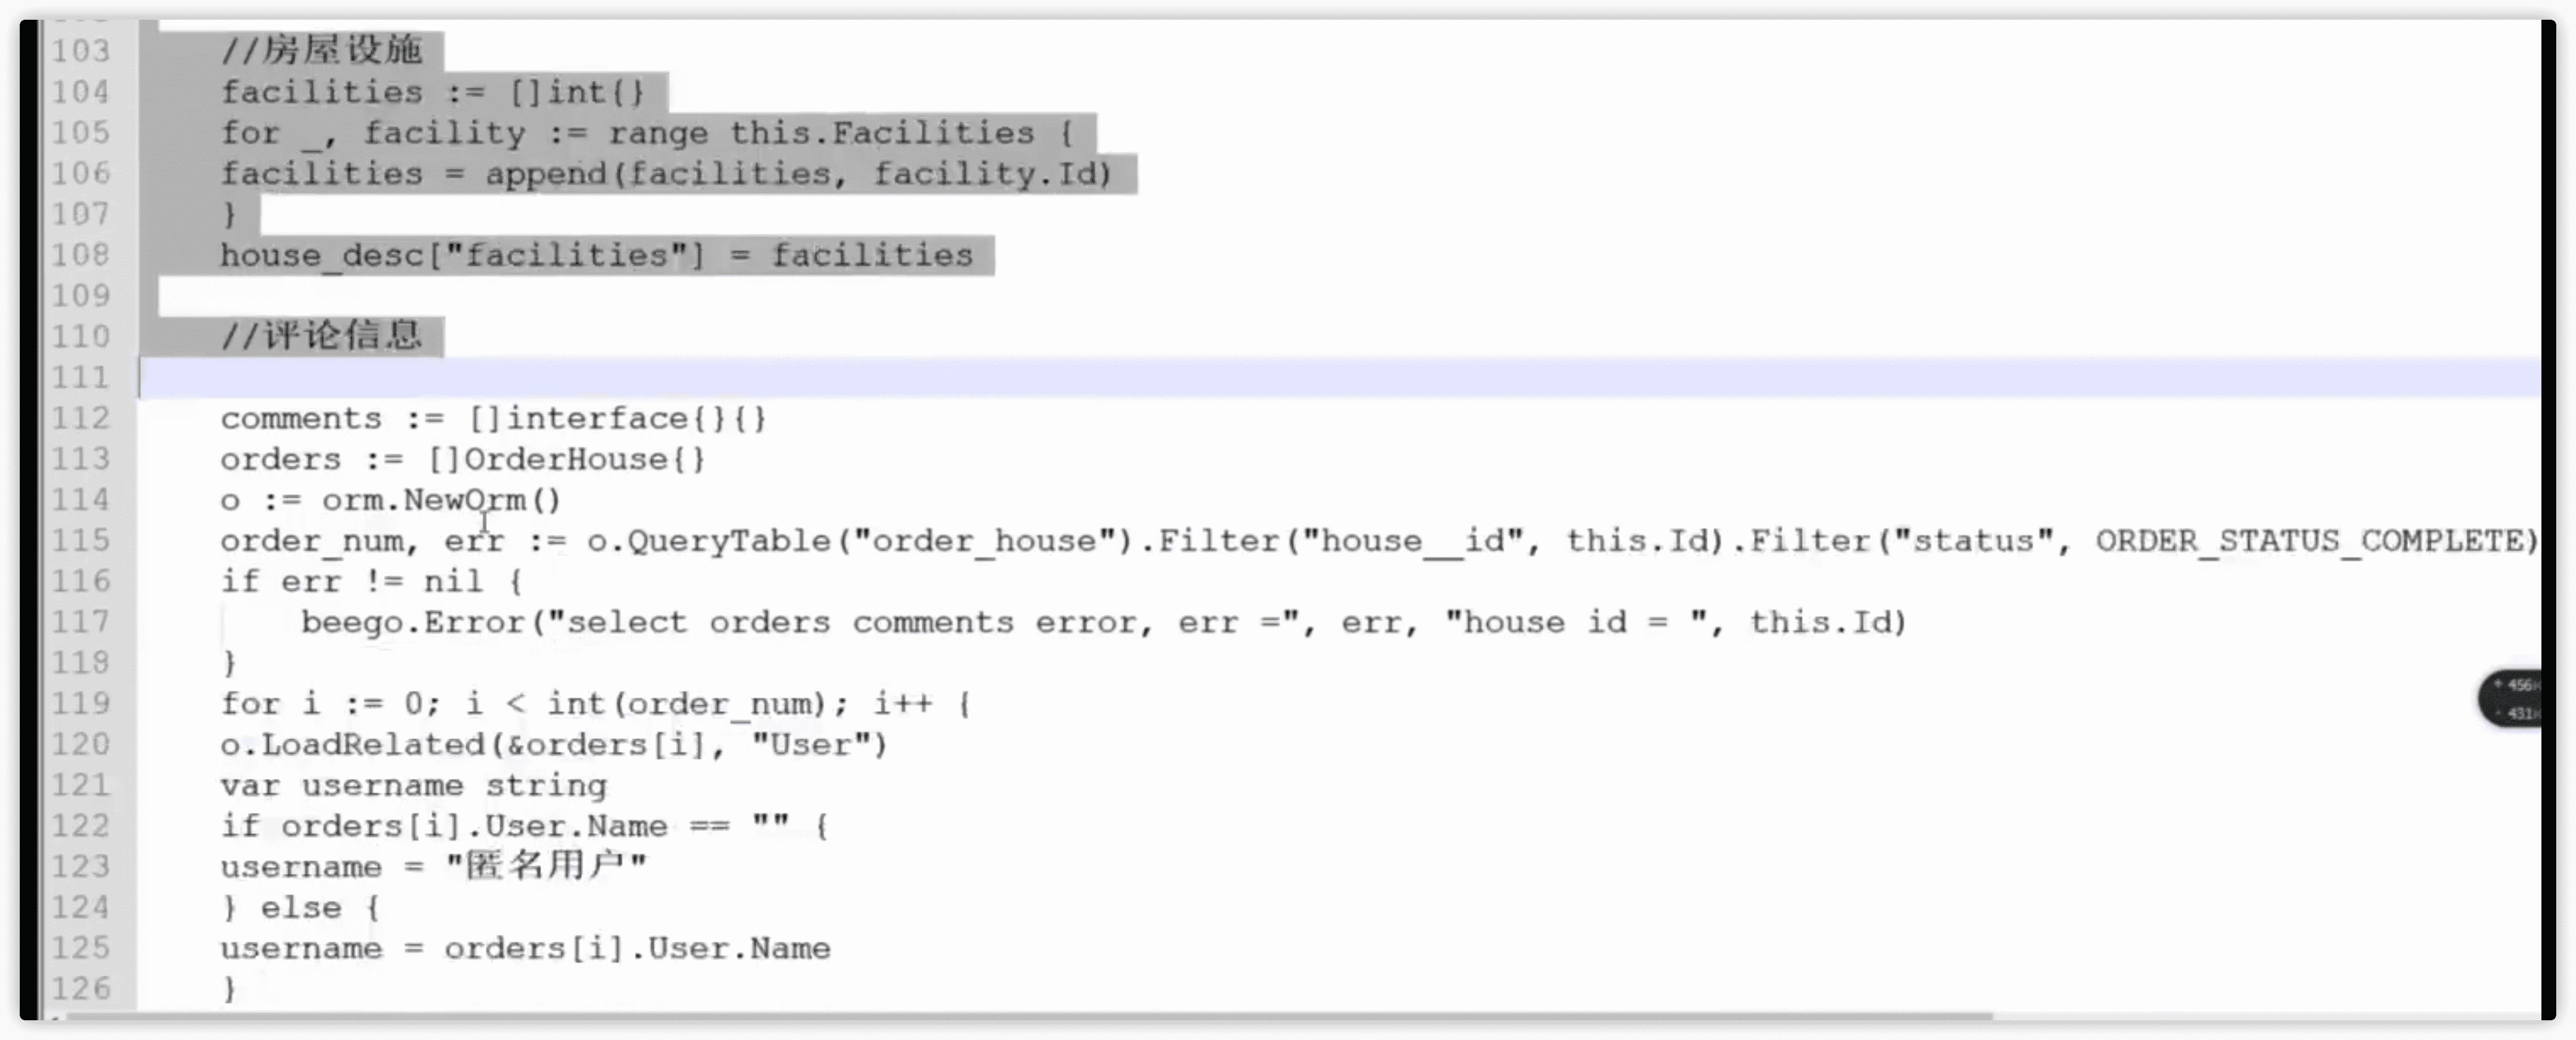 103 //房屋设施
104 facilities := []int{}
105 for _, facility := range this.Facilities {
106 facilities = append(facilities, facility.Id)
107 }
108 house_desc["facilities"] = facilities
109
110 //评论信息
111
112 comments := []interface{}{}
113 orders := []OrderHouse{}
114 o := orm.NewOrm()
115 order_num, err := o.QueryTable("order_house").Filter("house__id", this.Id).Filter("status", ORDER_STATUS_COMPLETE)
116 if err != nil {
117 beego.Error("select orders comments error, err =", err, "house id = ", this.Id)
118 }
119 for i := 0; i < int(order_num); i++ {
120 o.LoadRelated(&orders[i], "User")
121 var username string
122 if orders[i].User.Name == "" {
123 username = "匿名用户"
124 } else {
125 username = orders[i].User.Name
126 }
+ 456
- 431